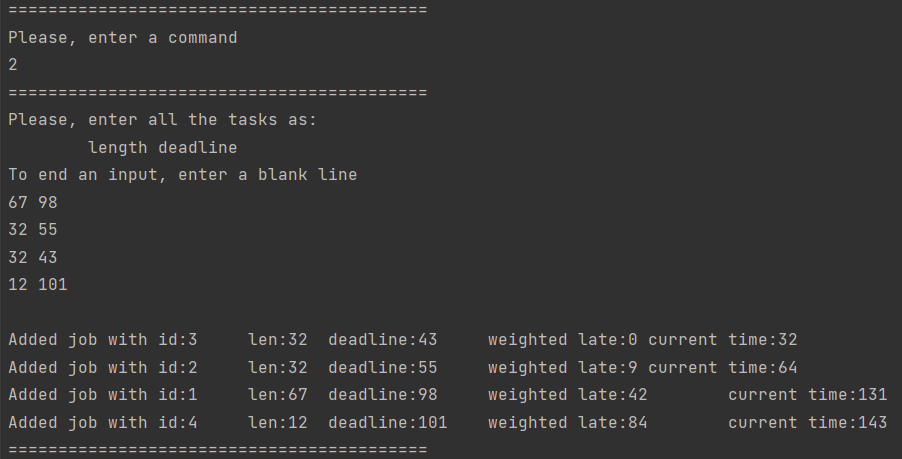 ==========================================
Please, enter a command
2
==========================================
Please, enter all the tasks as:
        length deadline
To end an input, enter a blank line
67 98
32 55
32 43
12 101

Added job with id:3     len:32  deadline:43     weighted late:0 current time:32
Added job with id:2     len:32  deadline:55     weighted late:9 current time:64
Added job with id:1     len:67  deadline:98     weighted late:42        current time:131
Added job with id:4     len:12  deadline:101    weighted late:84        current time:143
==========================================